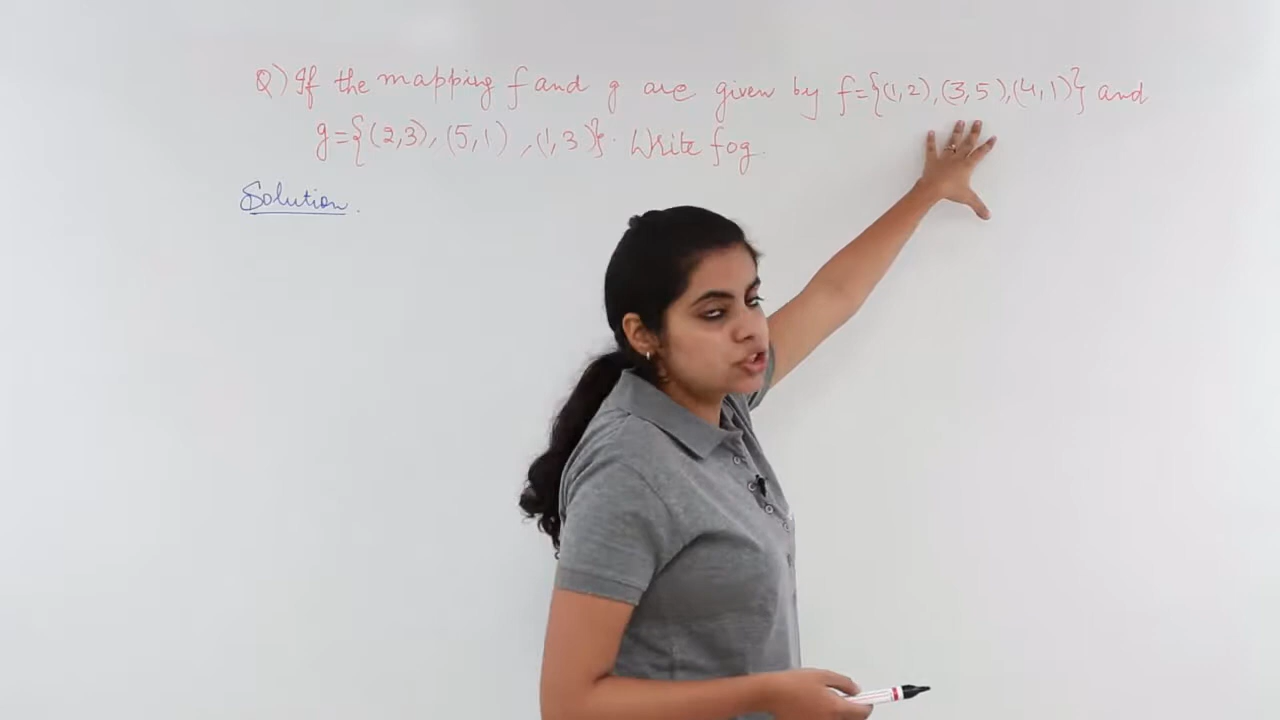 Q) If the mapping f and g are given by f={(1,2),(3,5),(4,1)} and
g={(2,3),(5,1),(1,3)}. Write fog.
Solution.